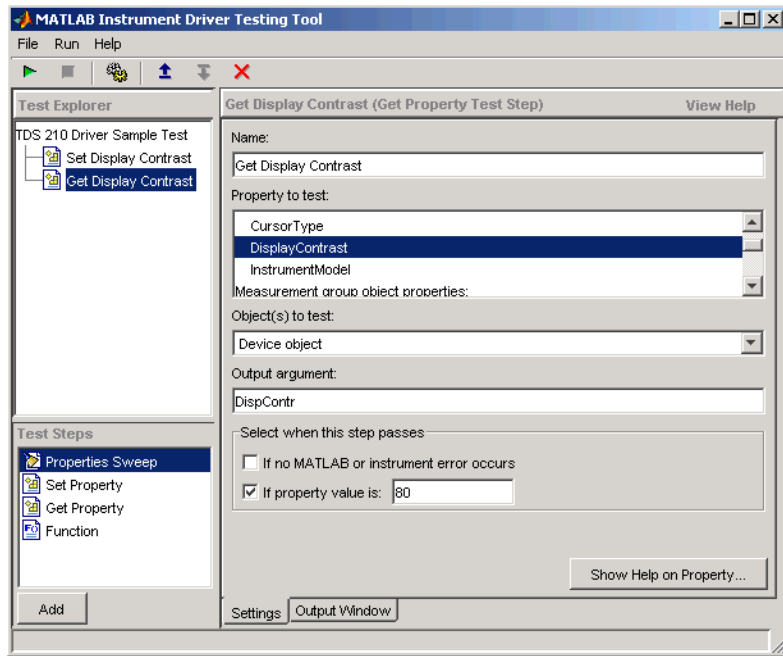 MATLAB Instrument Driver Testing Tool
File Run Help
Test Explorer
TDS 210 Driver Sample Test
Set Display Contrast
Get Display Contrast
Test Steps
Properties Sweep
Set Property
Get Property
Function
Add
Get Display Contrast (Get Property Test Step) View Help
Name:
Get Display Contrast
Property to test:
CursorType
DisplayContrast
InstrumentModel
Measurement group object properties:
Object(s) to test:
Device object
Output argument:
DispContr
Select when this step passes
If no MATLAB or instrument error occurs
If property value is: 80
Show Help on Property...
Settings Output Window